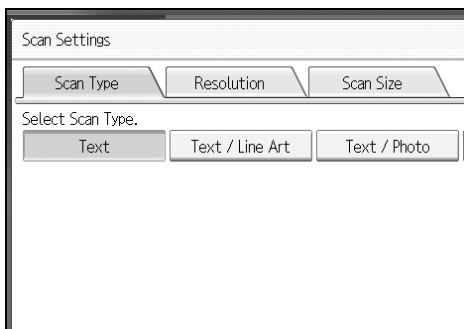 Scan Settings
Scan Type Resolution Scan Size
Select Scan Type.
Text Text / Line Art Text / Photo